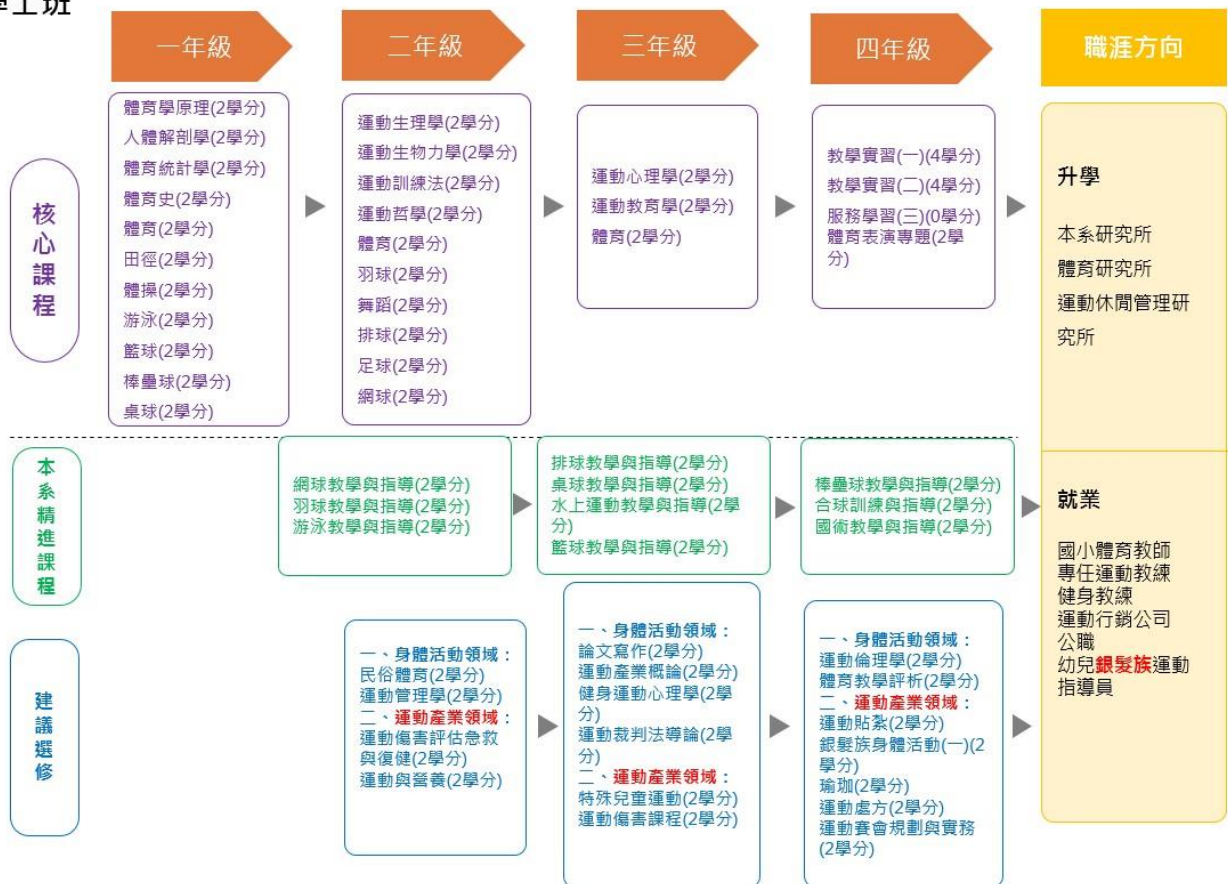 學士班
一年級
二年級
三年級
四年級
職涯方向
核心課程
體育學原理(2學分)
人體解剖學(2學分)
體育統計學(2學分)
體育史(2學分)
體育(2學分)
田徑(2學分)
體操(2學分)
游泳(2學分)
籃球(2學分)
棒壘球(2學分)
桌球(2學分)
運動生理學(2學分)
運動生物力學(2學分)
運動訓練法(2學分)
運動哲學(2學分)
體育(2學分)
羽球(2學分)
舞蹈(2學分)
排球(2學分)
足球(2學分)
網球(2學分)
運動心理學(2學分)
運動教育學(2學分)
體育(2學分)
教學實習(一)(4學分)
教學實習(二)(4學分)
服務學習(三)(0學分)
體育表演專題(2學
分)
升學
本系研究所
體育研究所
運動休閒管理研
究所
本系精進課程
網球教學與指導(2學分)
羽球教學與指導(2學分)
游泳教學與指導(2學分)
排球教學與指導(2學分)
桌球教學與指導(2學分)
水上運動教學與指導(2學
分)
籃球教學與指導(2學分)
棒壘球教學與指導(2學分)
合球訓練與指導(2學分)
國術教學與指導(2學分)
就業
國小體育教師
專任運動教練
健身教練
運動行銷公司
公職
幼兒銀髮族運動
指導員
建議選修
一、身體活動領域：
民俗體育(2學分)
運動管理學(2學分)
二、運動產業領域：
運動傷害評估急救
與復健(2學分)
運動與營養(2學分)
一、身體活動領域：
論文寫作(2學分)
運動產業概論(2學分)
健身運動心理學(2學
分)
運動裁判法導論(2學
分)
二、運動產業領域：
特殊兒童運動(2學分)
運動傷害課程(2學分)
一、身體活動領域：
運動倫理學(2學分)
體育教學評析(2學分)
二、運動產業領域：
運動貼紮(2學分)
銀髮族身體活動(一)(2
學分)
瑜珈(2學分)
運動處方(2學分)
運動賽會規劃與實務
(2學分)